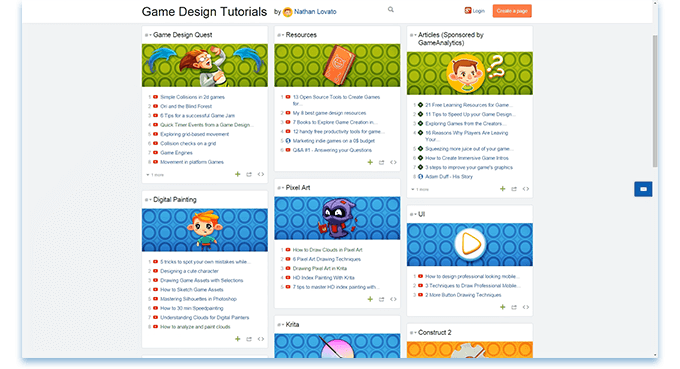 Game Design Tutorials by Nathan Lovato
Login
Create a page
Game Design Quest
1 Simple Collisions in 2d games
2 Ori and the Blind Forest
3 6 Tips for a successful Game Jam
4 Quick Timer Events from a Game Design...
5 Exploring grid-based movement
6 Collision checks on a grid
7 Game Engines
8 Movement in platform Games
1 more
Digital Painting
1 5 tricks to spot your own mistakes while...
2 Designing a cute character
3 Drawing Game Assets with Selections
4 How to Sketch Game Assets
5 Mastering Silhouettes in Photoshop
6 How to 30 min Speedpainting
7 Understanding Clouds for Digital Painters
8 How to analyze and paint clouds
Resources
1 13 Open-Source Tools to Create Games
for...
2 My 8 best game design resources
3 7 Books to Explore Game Creation in...
4 12 handy free productivity tools for game...
5 Marketing indie games on a 0$ budget
6 Q&A #1 - Answering your Questions
Pixel Art
1 How to Draw Clouds in Pixel Art
2 6 Pixel Art Drawing Techniques
3 Drawing Pixel Art in Krita
4 HD Index Painting With Krita
5 7 tips to master HD index painting with...
Krita
Articles (Sponsored by
GameAnalytics)
1 21 Free Learning Resources for Game...
2 11 Tips to Speed Up your Game Design...
3 Exploring Games from the Creators...
4 16 Reasons Why Players Are Leaving
Your...
5 Squeezing more juice out of your game...
6 How to Create Immersive Game Intros
7 3 steps to improve your game's graphics
8 Adam Duff - His Story
1 more
UI
1 How to design professional looking mobile...
2 3 Techniques to Draw Professional Mobile...
3 2 More Button Drawing Techniques
Construct 2